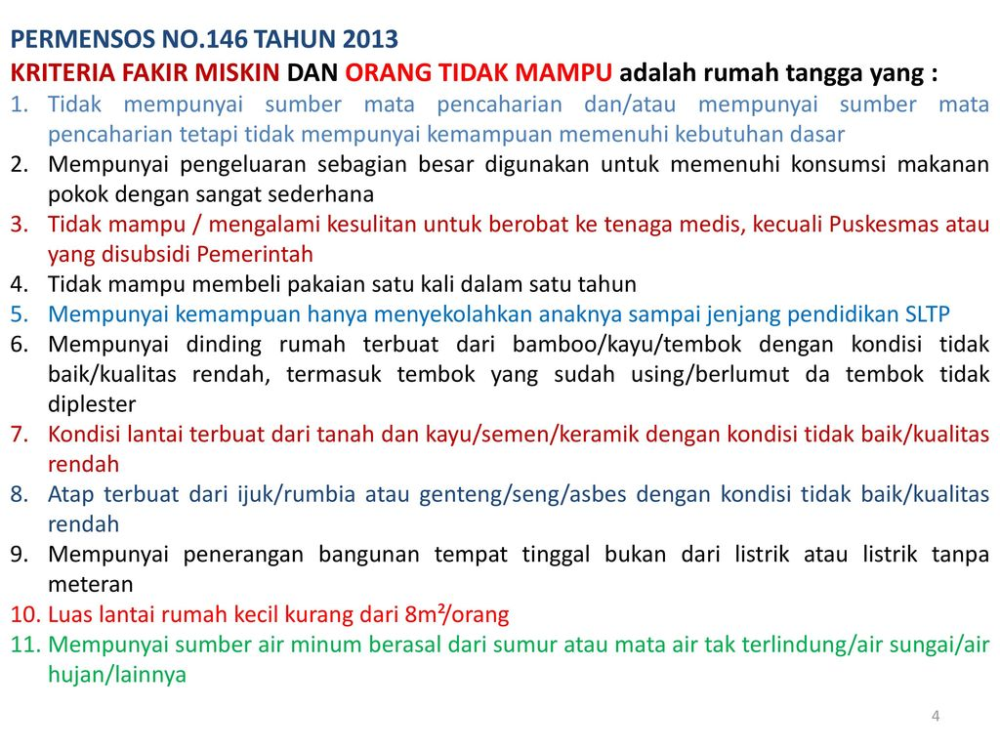 PERMENSOS NO.146 TAHUN 2013
KRITERIA FAKIR MISKIN DAN ORANG TIDAK MAMPU adalah rumah tangga yang :
1. Tidak mempunyai sumber mata pencaharian dan/atau mempunyai sumber mata
pencaharian tetapi tidak mempunyai kemampuan memenuhi kebutuhan dasar
2. Mempunyai pengeluaran sebagian besar digunakan untuk memenuhi konsumsi makanan
pokok dengan sangat sederhana
3. Tidak mampu / mengalami kesulitan untuk berobat ke tenaga medis, kecuali Puskesmas atau
yang disubsidi Pemerintah
4. Tidak mampu membeli pakaian satu kali dalam satu tahun
5. Mempunyai kemampuan hanya menyekolahkan anaknya sampai jenjang pendidikan SLTP
6. Mempunyai dinding rumah terbuat dari bamboo/kayu/tembok dengan kondisi tidak
baik/kualitas rendah, termasuk tembok yang sudah using/berlumut da tembok tidak
diplester
7. Kondisi lantai terbuat dari tanah dan kayu/semen/keramik dengan kondisi tidak baik/kualitas
rendah
8. Atap terbuat dari ijuk/rumbia atau genteng/seng/asbes dengan kondisi tidak baik/kualitas
rendah
9. Mempunyai penerangan bangunan tempat tinggal bukan dari listrik atau listrik tanpa
meteran
10. Luas lantai rumah kecil kurang dari 8m²/orang
11. Mempunyai sumber air minum berasal dari sumur atau mata air tak terlindung/air sungai/air
hujan/lainnya
4